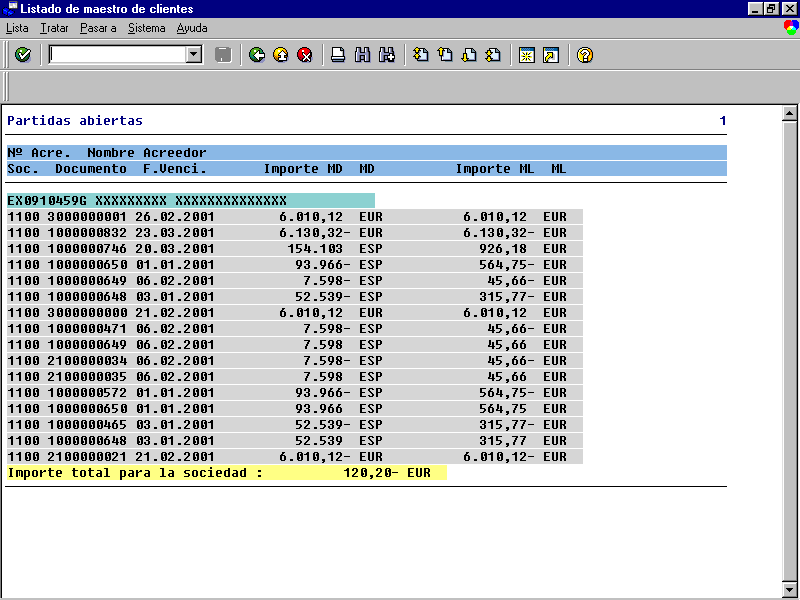 Listado de maestro de clientes
Lista Tratar Pasar a Sistema Ayuda
Partidas abiertas 1
Nº Acre. Nombre Acreedor
Soc. Documento F.Venci. Importe MD MD Importe ML ML
EX0910459G XXXXXXXXX XXXXXXXXXXXXXX
1100 3000000001 26.02.2001 6.010,12 EUR 6.010,12 EUR
1100 1000000832 23.03.2001 6.130,32- EUR 6.130,32- EUR
1100 1000000746 20.03.2001 154.103 ESP 926,18 EUR
1100 1000000650 01.01.2001 93.966- ESP 564,75- EUR
1100 1000000649 06.02.2001 7.598- ESP 45,66- EUR
1100 1000000648 03.01.2001 52.539- ESP 315,77- EUR
1100 3000000000 21.02.2001 6.010,12 EUR 6.010,12 EUR
1100 1000000471 06.02.2001 7.598- ESP 45,66- EUR
1100 1000000649 06.02.2001 7.598 ESP 45,66 EUR
1100 2100000034 06.02.2001 7.598- ESP 45,66- EUR
1100 2100000035 06.02.2001 7.598 ESP 45,66 EUR
1100 1000000572 01.01.2001 93.966- ESP 564,75- EUR
1100 1000000650 01.01.2001 93.966 ESP 564,75 EUR
1100 1000000465 03.01.2001 52.539- ESP 315,77- EUR
1100 1000000648 03.01.2001 52.539 ESP 315,77 EUR
1100 2100000021 21.02.2001 6.010,12- EUR 6.010,12- EUR
Importe total para la sociedad : 120,20- EUR